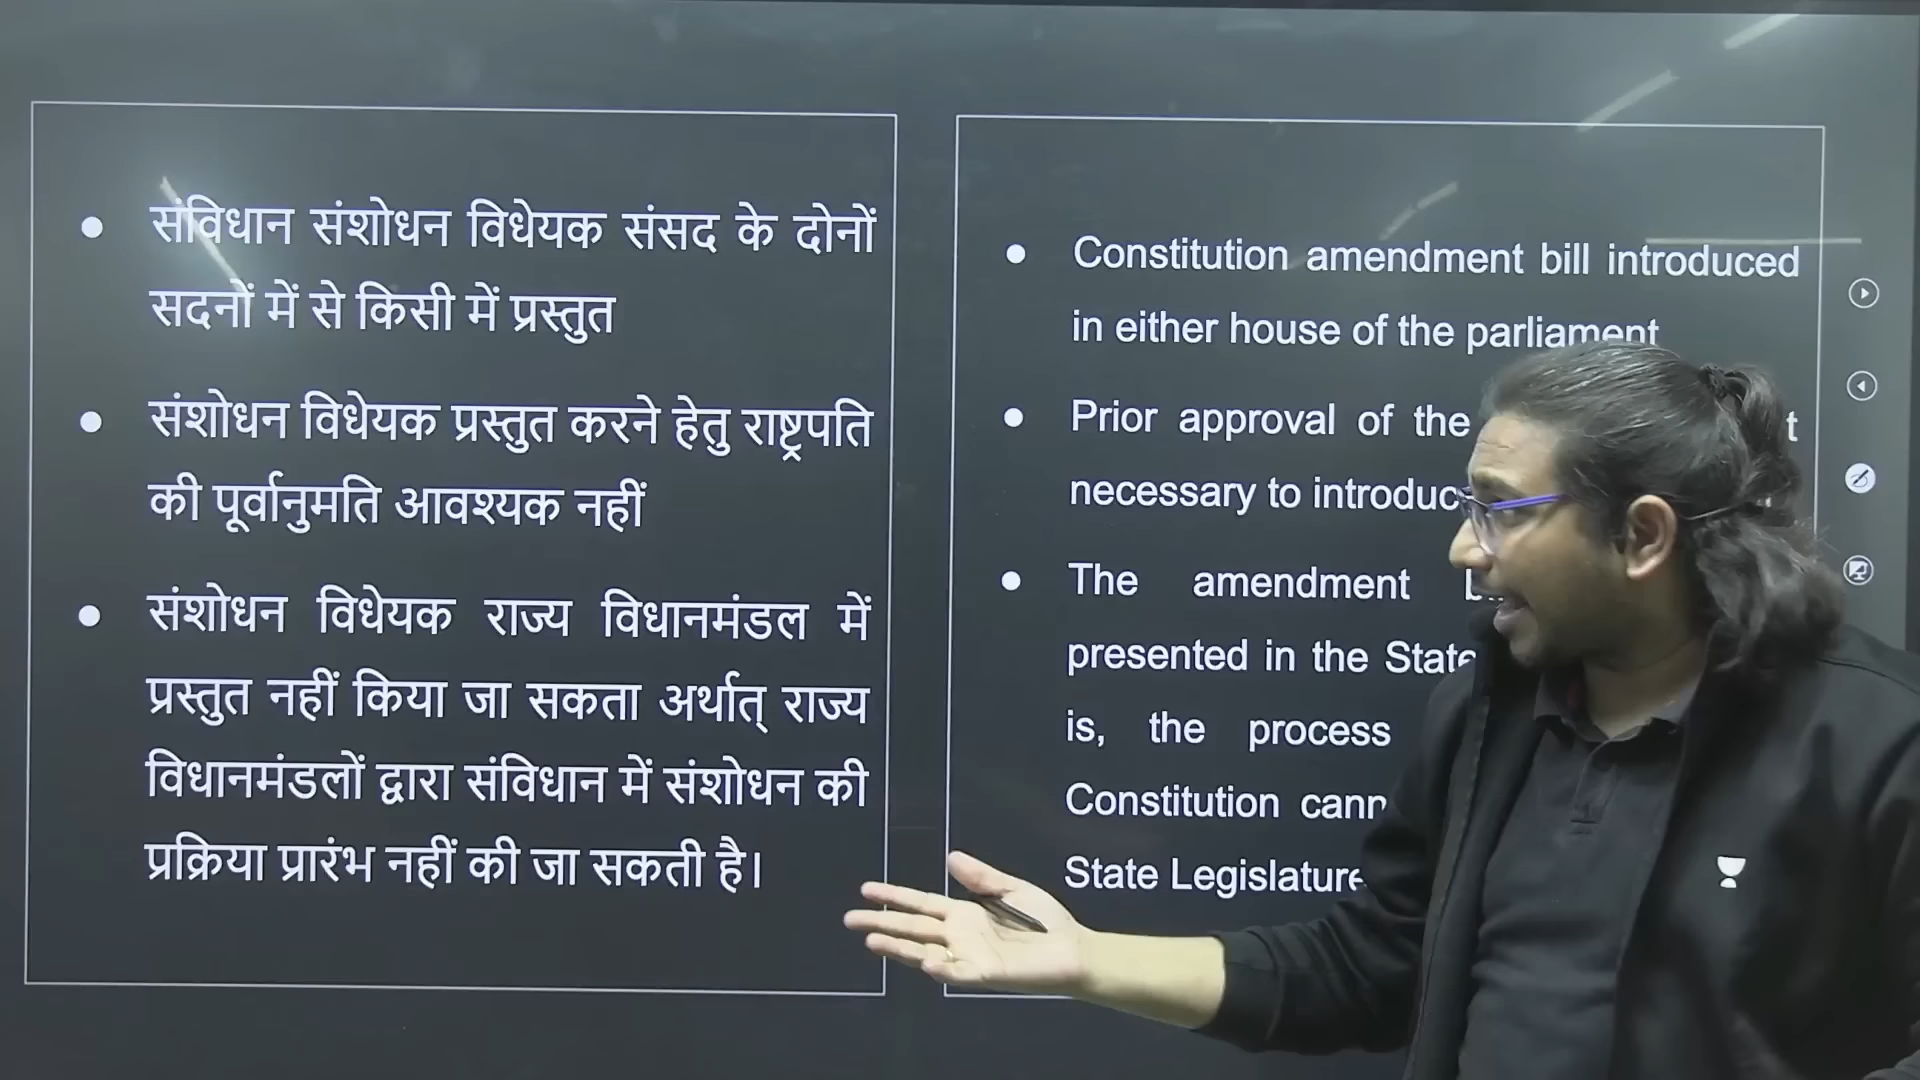 संविधान संशोधन विधेयक संसद के दोनों
सदनों में से किसी में प्रस्तुत
संशोधन विधेयक प्रस्तुत करने हेतु राष्ट्रपति
की पूर्वानुमति आवश्यक नहीं
संशोधन विधेयक राज्य विधानमंडल में
प्रस्तुत नहीं किया जा सकता अर्थात् राज्य
विधानमंडलों द्वारा संविधान में संशोधन की
प्रक्रिया प्रारंभ नहीं की जा सकती है।
Constitution amendment bill introduced
in either house of the parliament
Prior approval of the
necessary to introduc
The amendment
presented in the State
is, the process
Constitution cann
State Legislature